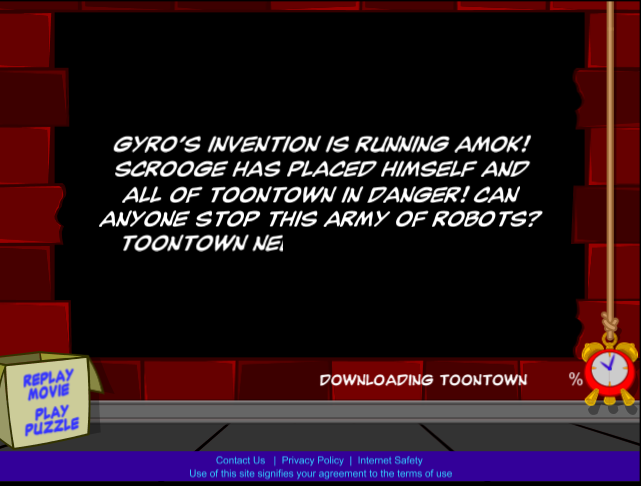 GYRO'S INVENTION IS RUNNING AMOK!
SCROOGE HAS PLACED HIMSELF AND
ALL OF TOONTOWN IN DANGER! CAN
ANYONE STOP THIS ARMY OF ROBOTS?
TOONTOWN
DOWNLOADING TOONTOWN %
REPLAY
MOVIE
PLAY
PUZZLE
Contact Us | Privacy Policy | Internet Safety
Use of this site signifies your agreement to the terms of use